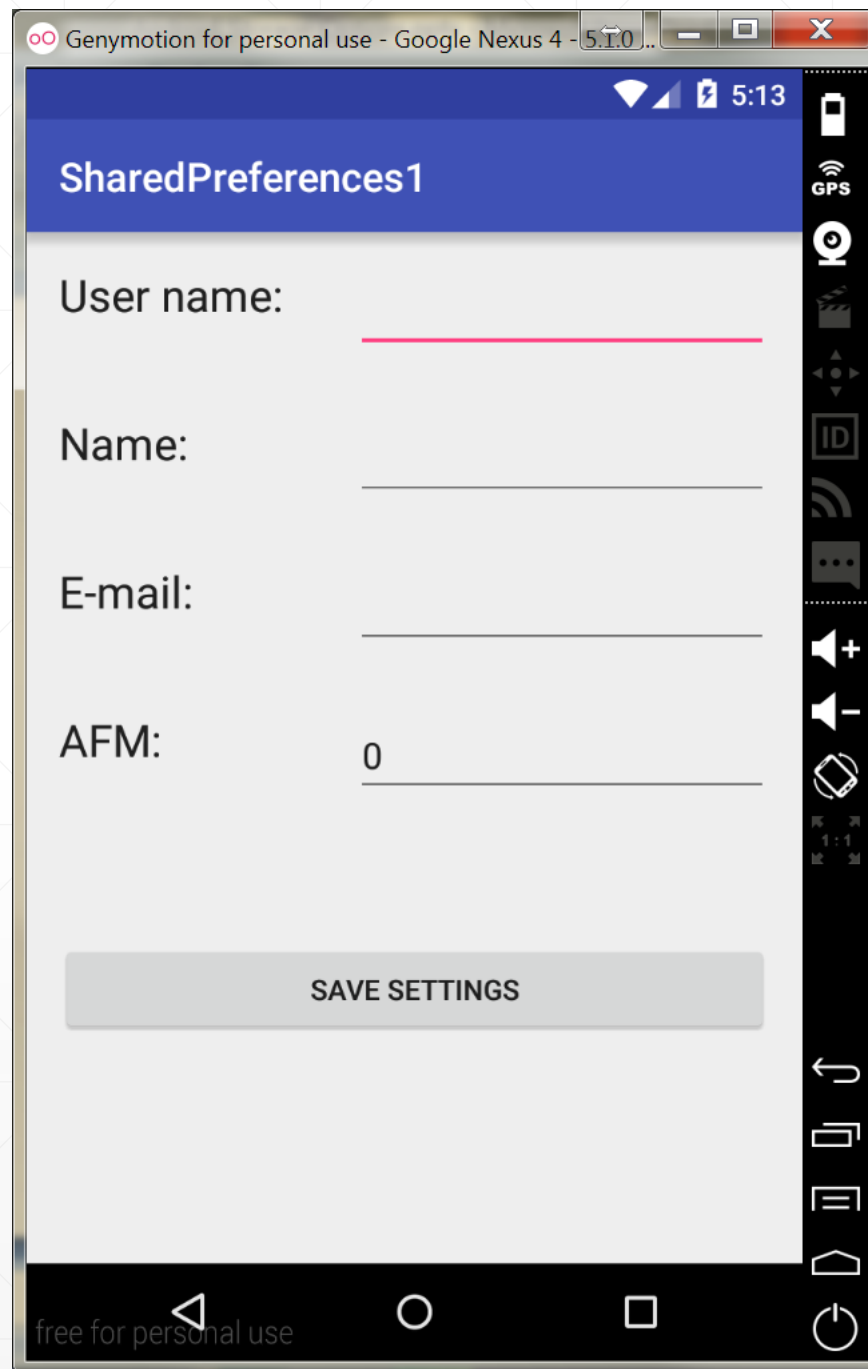 Genymotion for personal use - Google Nexus 4 - 5.1.0 ...
5:13
SharedPreferences1
GPS
User name:
Name:
ID
E-mail:
AFM:
0
1:1
SAVE SETTINGS
free for personal use